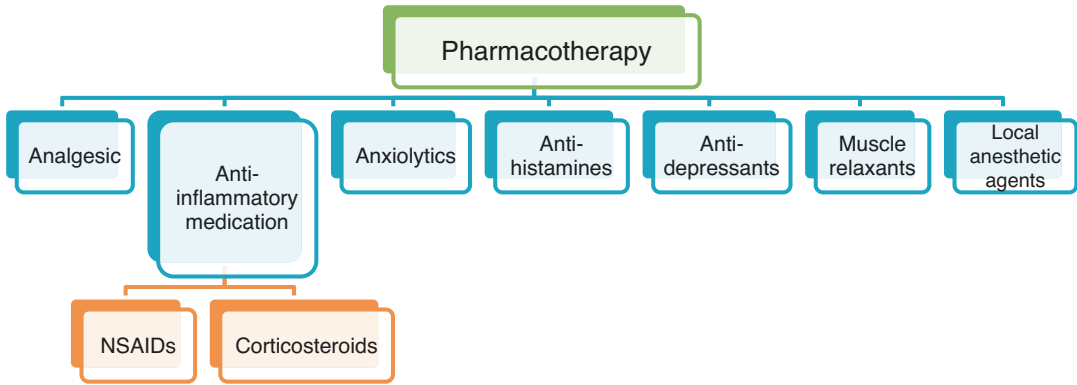 Pharmacotherapy
Analgesic
Anti-
inflammatory
medication
Anxiolytics
Anti-
histamines
Anti-
depressants
Muscle
relaxants
Local
anesthetic
agents
NSAIDs
Corticosteroids